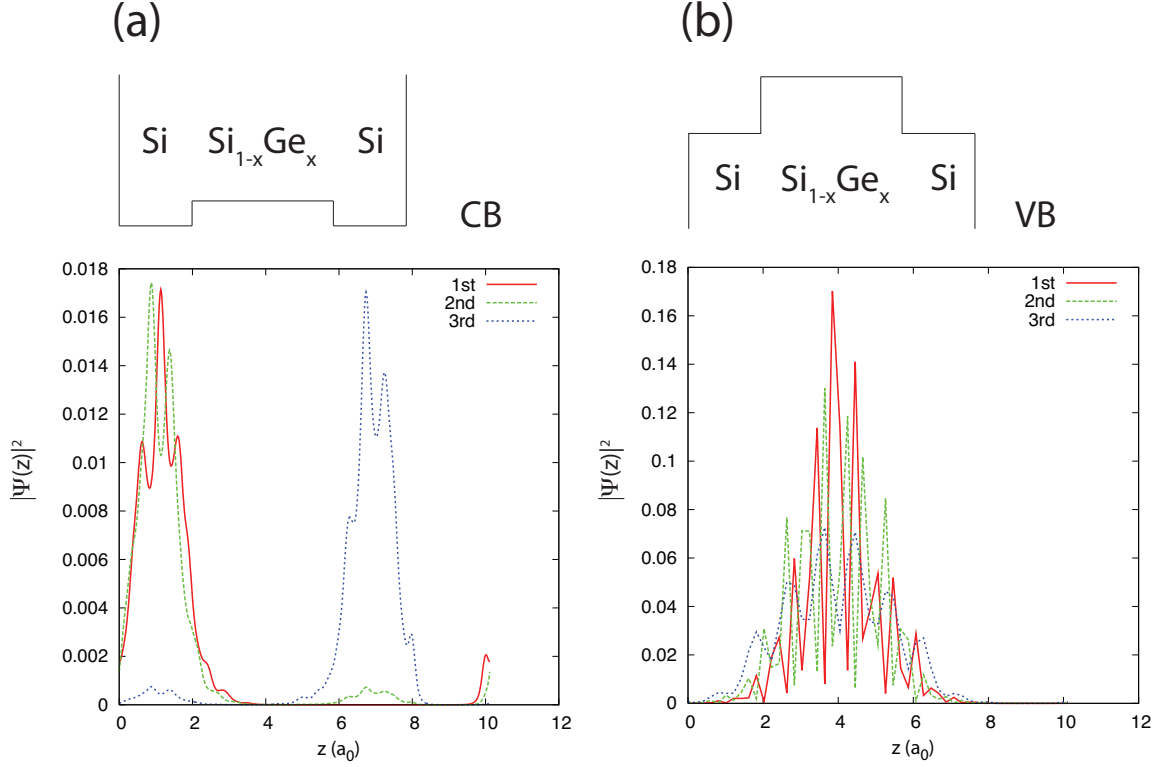 (a)
Si Si₁₋ₓGeₓ Si
CB
0.018
0.016
0.014
0.012
0.01
0.008
0.006
0.004
0.002
0
|Ψ(z)|²
1st
2nd
3rd
0 2 4 6 8 10 12
z (a₀)
(b)
Si Si₁₋ₓGeₓ Si
VB
0.18
0.16
0.14
0.12
0.1
0.08
0.06
0.04
0.02
0
|Ψ(z)|²
1st
2nd
3rd
0 2 4 6 8 10 12
z (a₀)